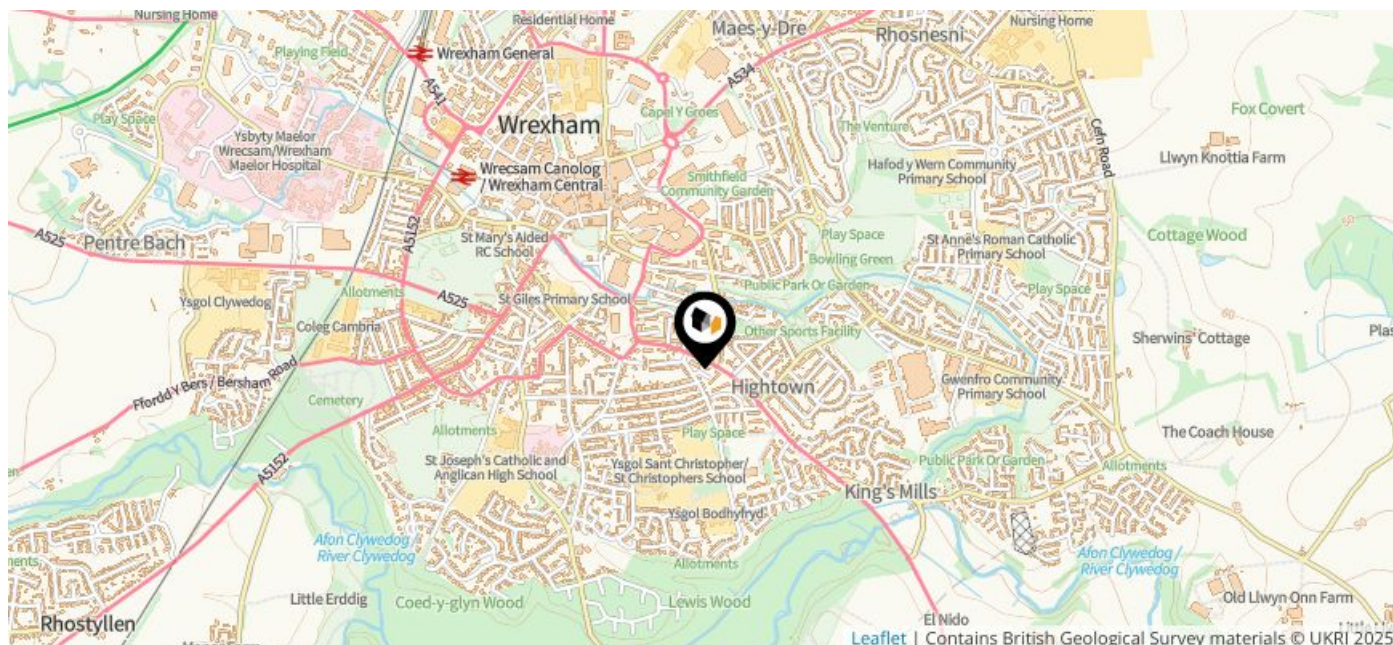 Nursing Home
Playing Field
Wrexham General
A541
Residential Home
Maes-y-Dre
A534
Rhosnesni
Nursing Home
Play Space
Ysbyty Maelor
Wrecsam/Wrexham
Maelor Hospital
Wrexham
Capel Y Groes
The Venture
Cefn Road
Fox Covert
Llwyn Knottia Farm
Wrecsam Canolog
/ Wrexham Central
Smithfield
Community Garden
Hafod y Wern Community
Primary School
A525
Pentre Bach
A5152
St Mary's Aided
RC School
Play Space
Bowling Green
St Anne's Roman Catholic
Primary School
Cottage Wood
50
Ysgol Clywedog
Allotments
A525
St Giles Primary School
Public Park Or Garden
Play Space
Coleg Cambria
Other Sports Facility
Sherwins' Cottage
Plas
Ffordd Y Bers / Bersham Road
Cemetery
Hightown
Gwenfro Community
Primary School
Allotments
Play Space
The Coach House
A5152
St Joseph's Catholic and
Anglican High School
Ysgol Sant Christopher/
St Christophers School
Public Park Or Garden
Allotments
King's Mills
60
60
50
Ysgol Bodhyfryd
Afon Clywedog
River Clywedog
Allotments
Afon Clywedog /
River Clywedog
Little Erddig
Coed-y-glyn Wood
Lewis Wood
Old Llwyn Onn Farm
Rhostyllen
El Nido
Leaflet | Contains British Geological Survey materials © UKRI 2025